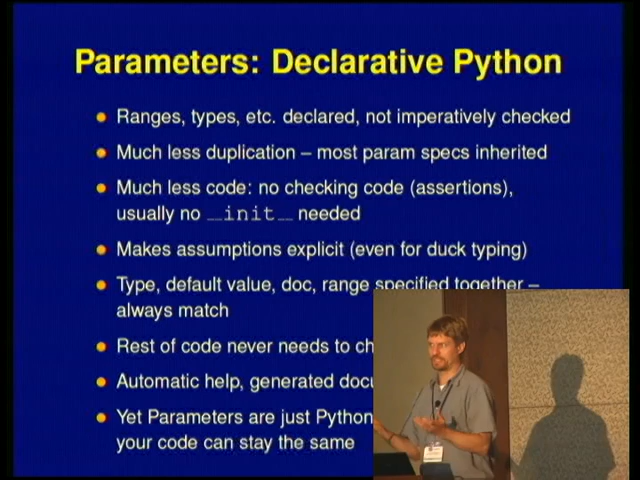 Parameters: Declarative Python
Ranges, types, etc. declared, not imperatively checked
Much less duplication – most param specs inherited
Much less code: no checking code (assertions),
usually no __init__ needed
Makes assumptions explicit (even for duck typing)
Type, default value, doc, range specified together –
always match
Rest of code never needs to
Automatic help, generated
Yet Parameters are just Python
your code can stay the same